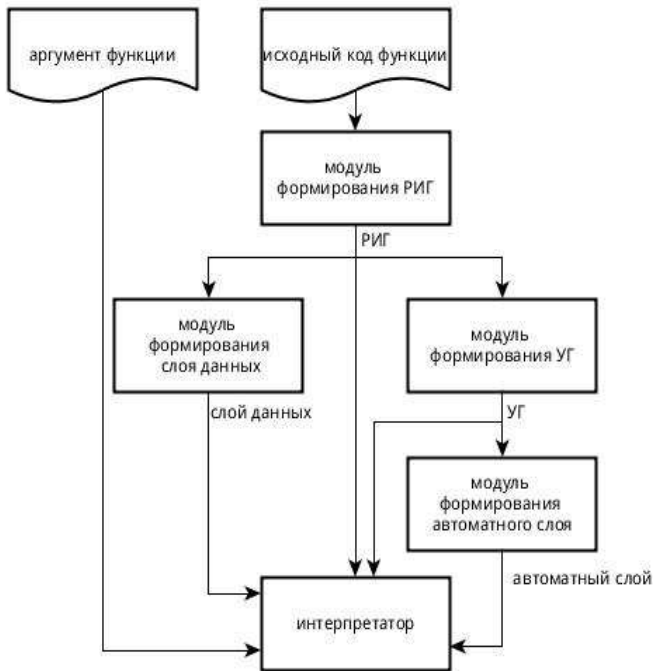 аргумент функции
исходный код функции
модуль
формирования РИГ
РИГ
модуль
формирования
слоя данных
модуль
формирования УГ
слой данных
УГ
модуль
формирования
автоматного слоя
автоматный слой
интерпретатор